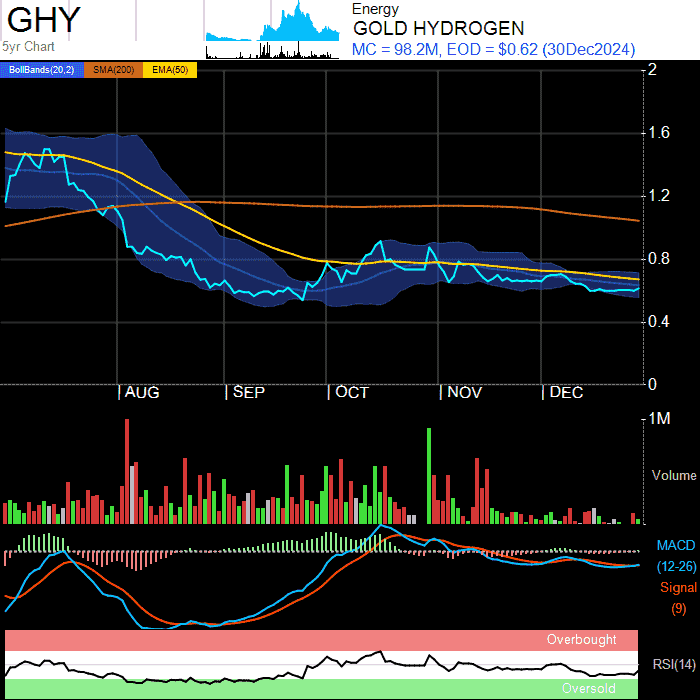 GHY
5yr Chart
Energy
GOLD HYDROGEN
MC = 98.2M, EOD = $0.62 (30Dec2024)
BollBands(20,2) SMA(200) EMA(50)
2
1.6
1.2
0.8
0.4
0
AUG SEP OCT NOV DEC
1M
Volume
MACD
(12-26)
Signal
(9)
Overbought
RSI(14)
Oversold